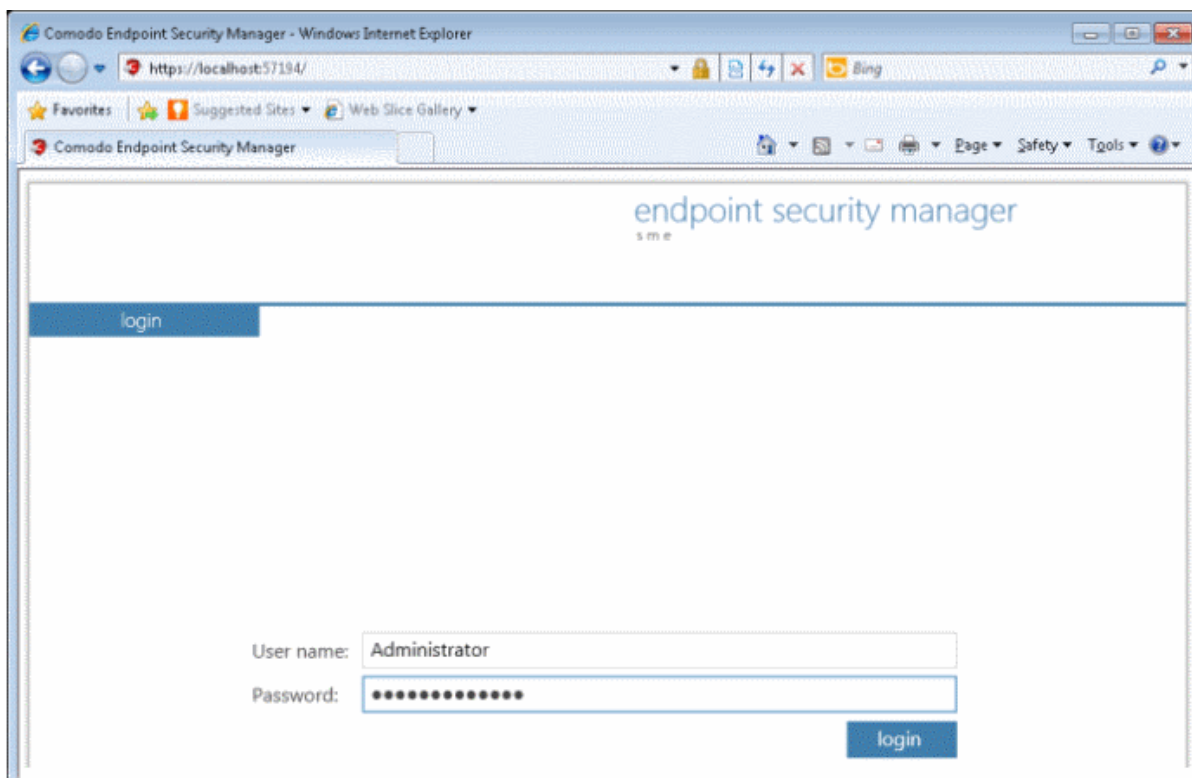 Comodo Endpoint Security Manager - Windows Internet Explorer
https://localhost:57194/
Bing
Favorites Suggested Sites Web Slice Gallery
Comodo Endpoint Security Manager
Page Safety Tools
endpoint security manager
sme
login
User name: Administrator
Password: •••••••••••••
login